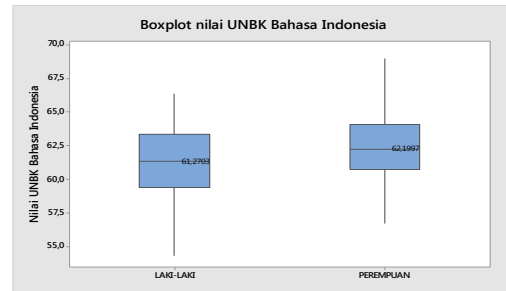 Boxplot nilai UNBK Bahasa Indonesia
Nilai UNBK Bahasa Indonesia
70,0
67,5
65,0
62,5
60,0
57,5
55,0
61,2703
62,1997
LAKI-LAKI
PEREMPUAN